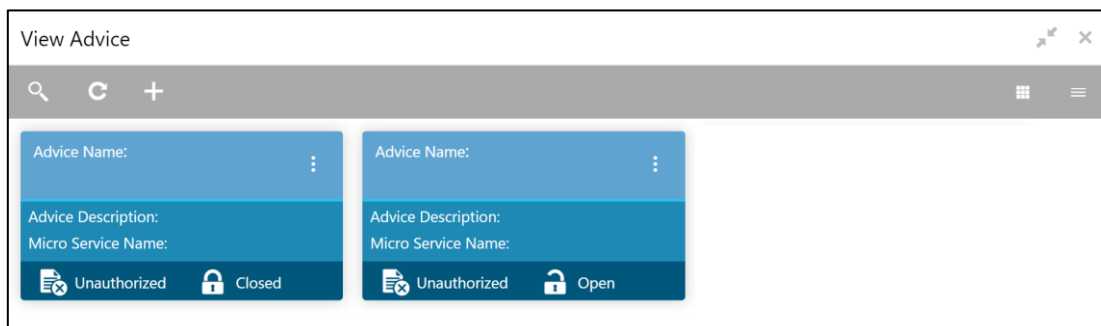 View Advice
Advice Name:
Advice Description:
Micro Service Name:
Unauthorized Closed
Advice Name:
Advice Description:
Micro Service Name:
Unauthorized Open